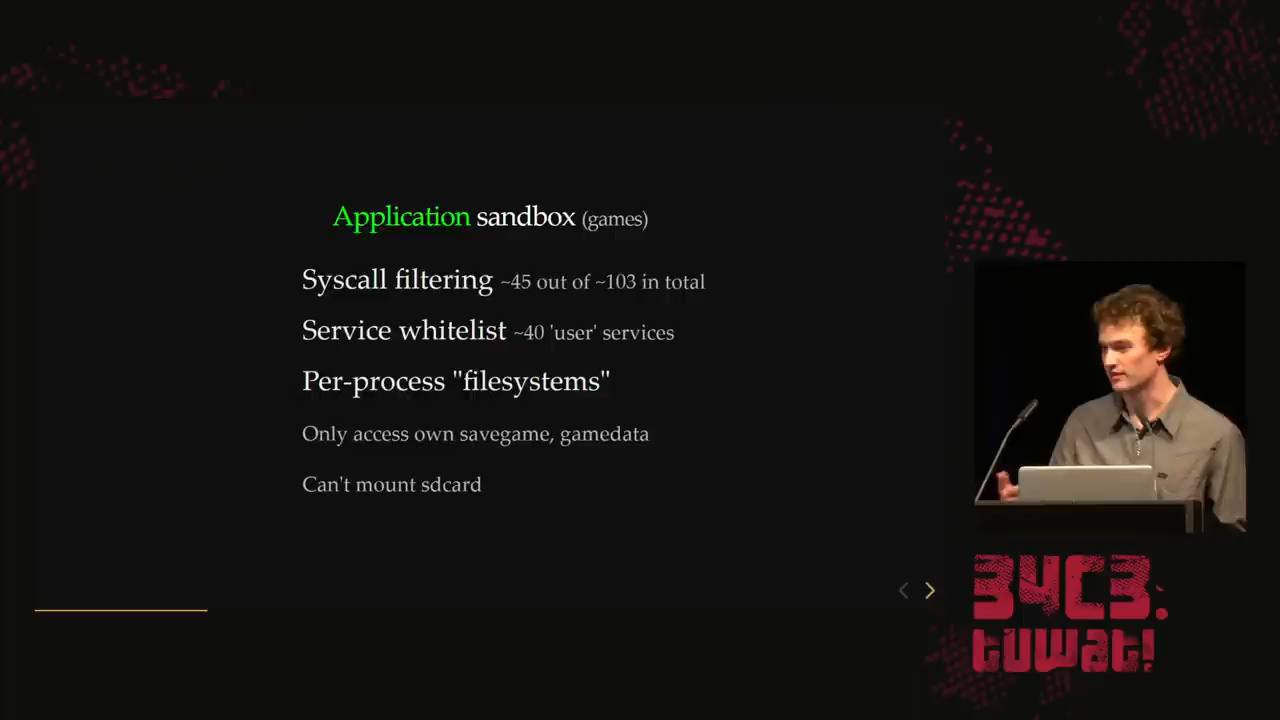 Application sandbox (games)
Syscall filtering ~45 out of ~103 in total
Service whitelist ~40 'user' services
Per-process "filesystems"
Only access own savegame, gamedata
Can't mount sdcard
34C3.
tuwat!